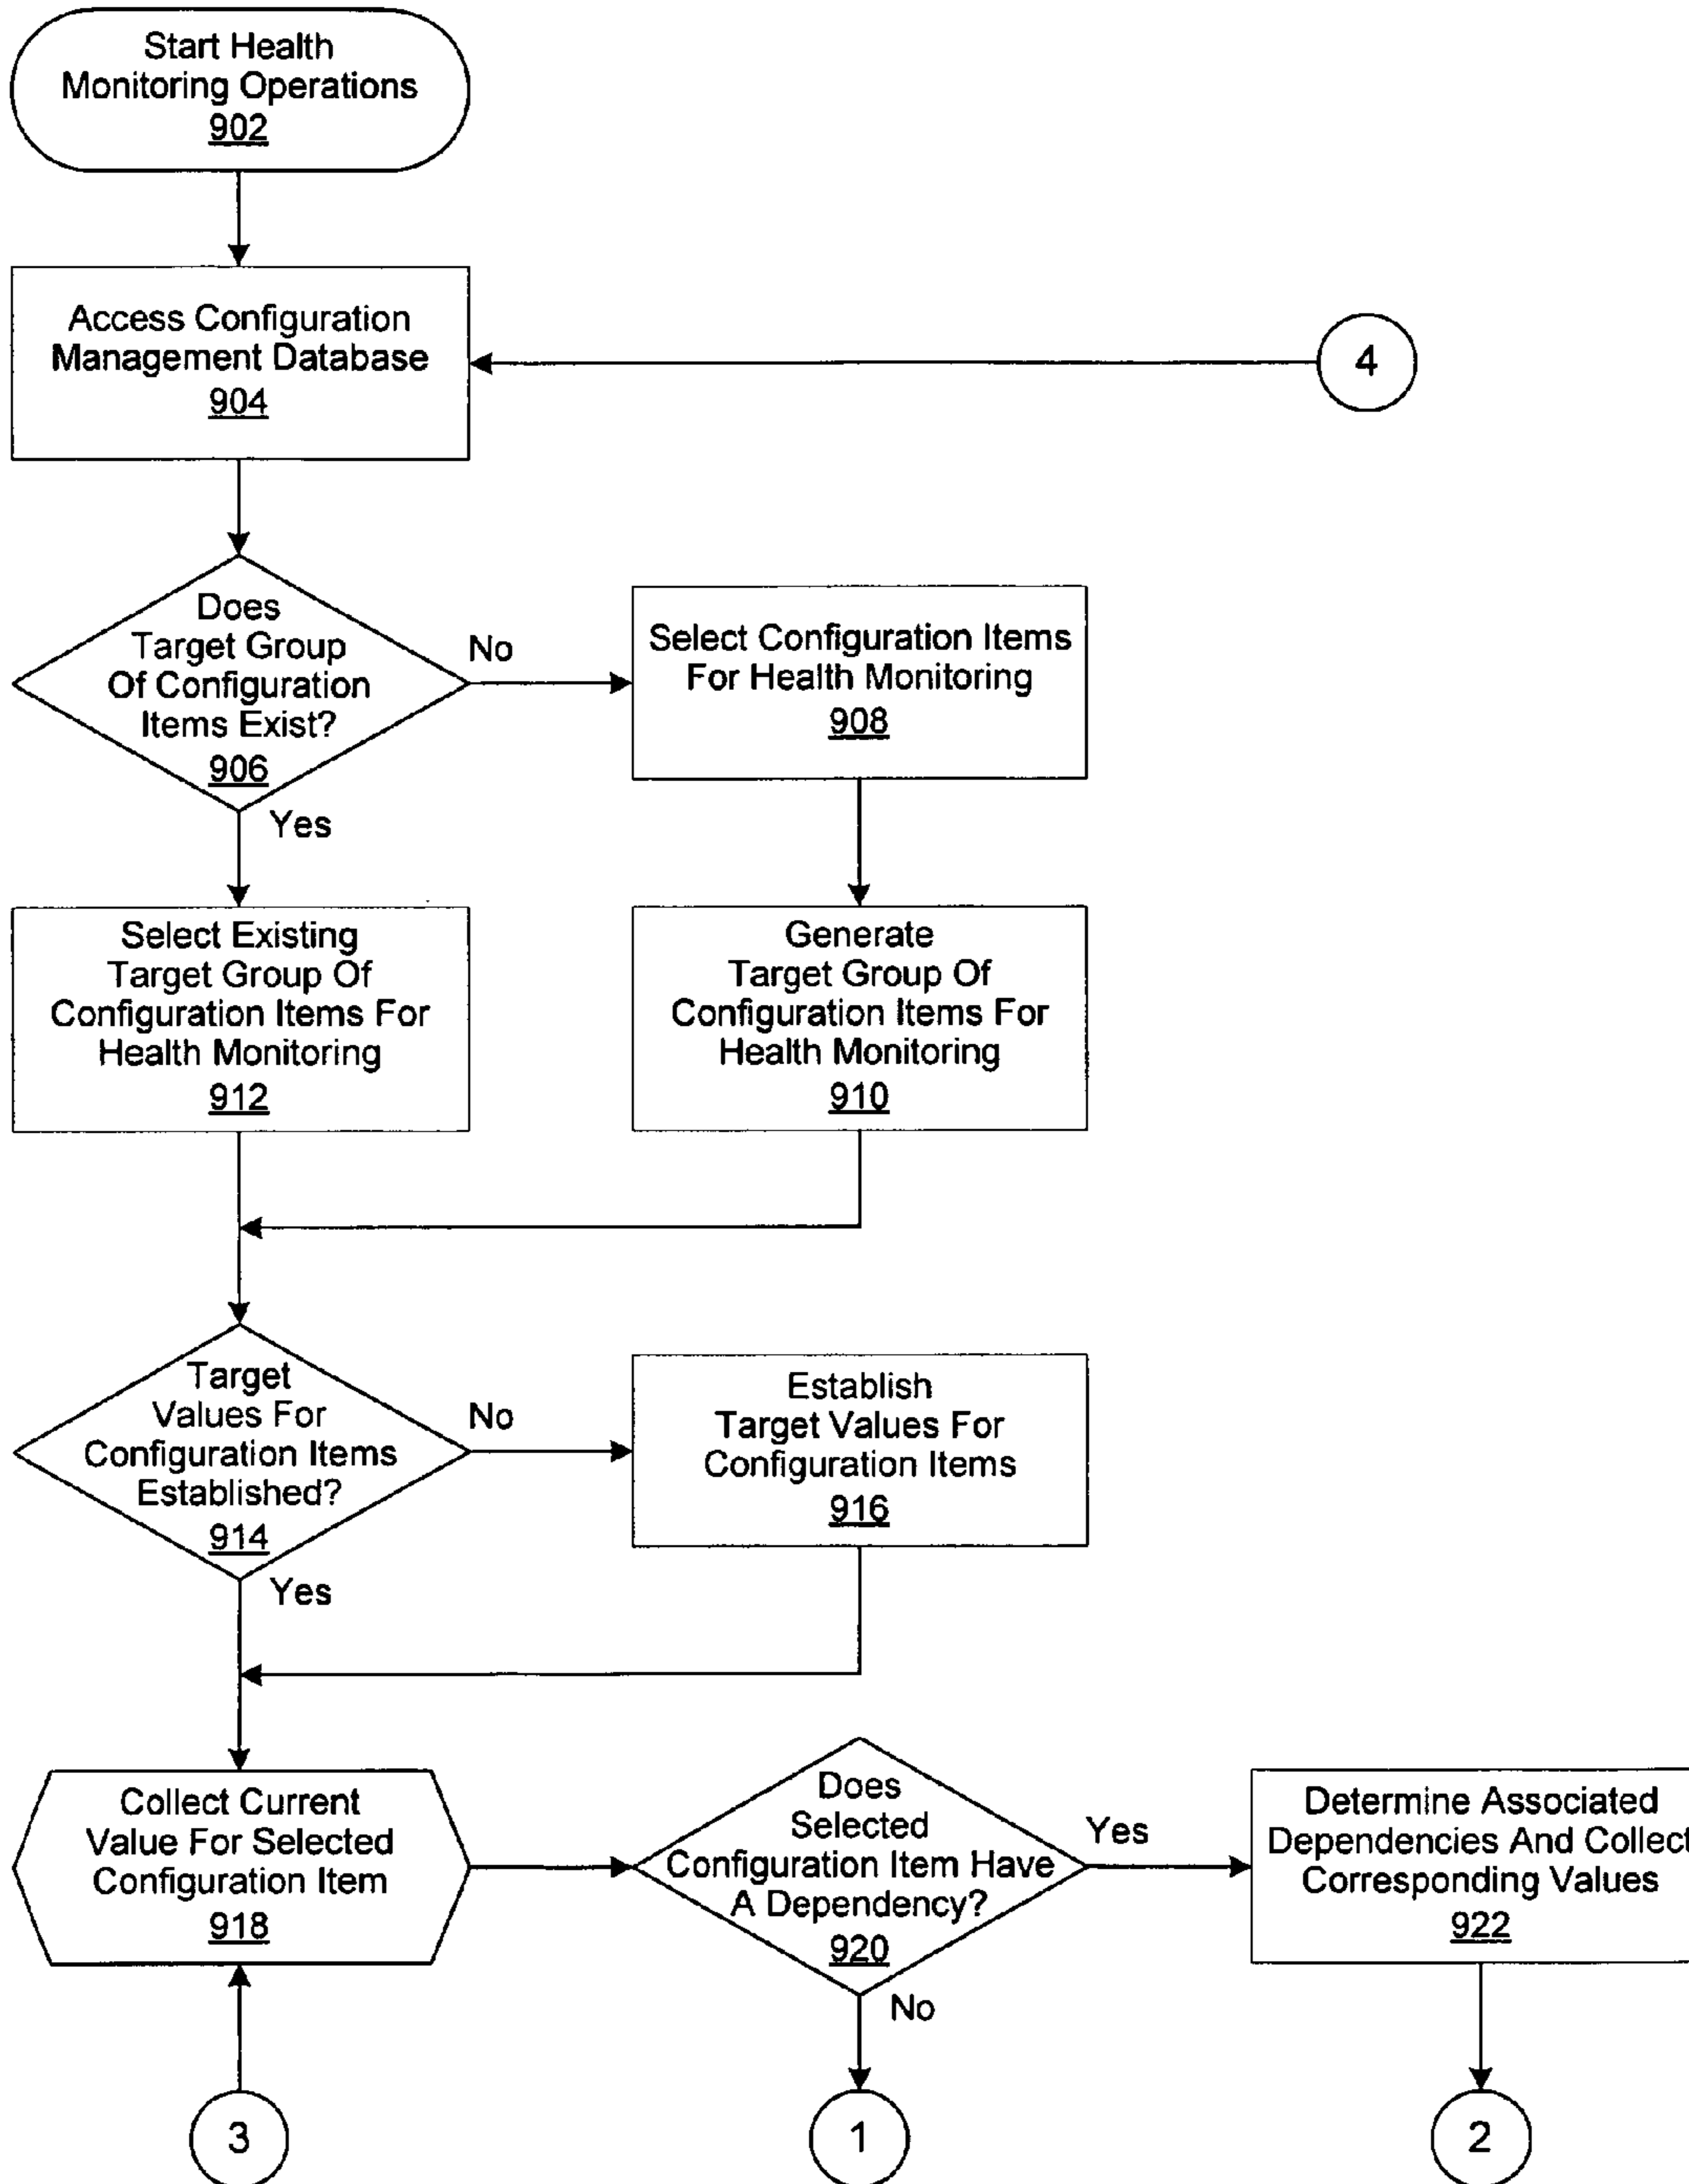 Start Health
Monitoring Operations
902
Access Configuration
Management Database
904
4
Does
Target Group
Of Configuration
Items Exist?
906
No
Yes
Select Configuration Items
For Health Monitoring
908
Select Existing
Target Group Of
Configuration Items For
Health Monitoring
912
Generate
Target Group Of
Configuration Items For
Health Monitoring
910
Target
Values For
Configuration Items
Established?
914
No
Yes
Establish
Target Values For
Configuration Items
916
Collect Current
Value For Selected
Configuration Item
918
Does
Selected
Configuration Item Have
A Dependency?
920
Yes
No
Determine Associated
Dependencies And Collect
Corresponding Values
922
3
1
2